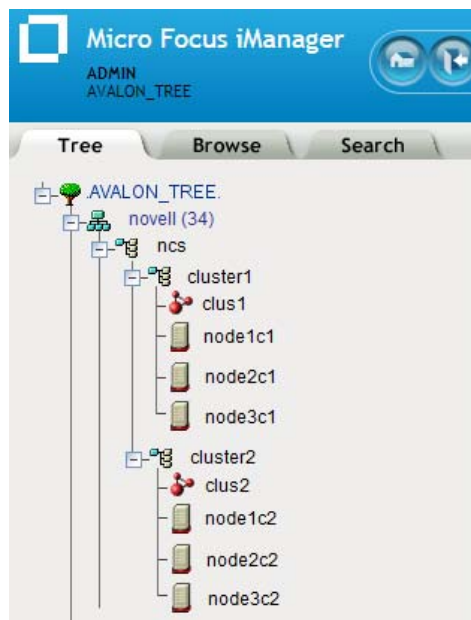 Micro Focus iManager
ADMIN
AVALON_TREE
Tree Browse Search
.AVALON_TREE.
novell (34)
ncs
cluster1
clus1
node1c1
node2c1
node3c1
cluster2
clus2
node1c2
node2c2
node3c2